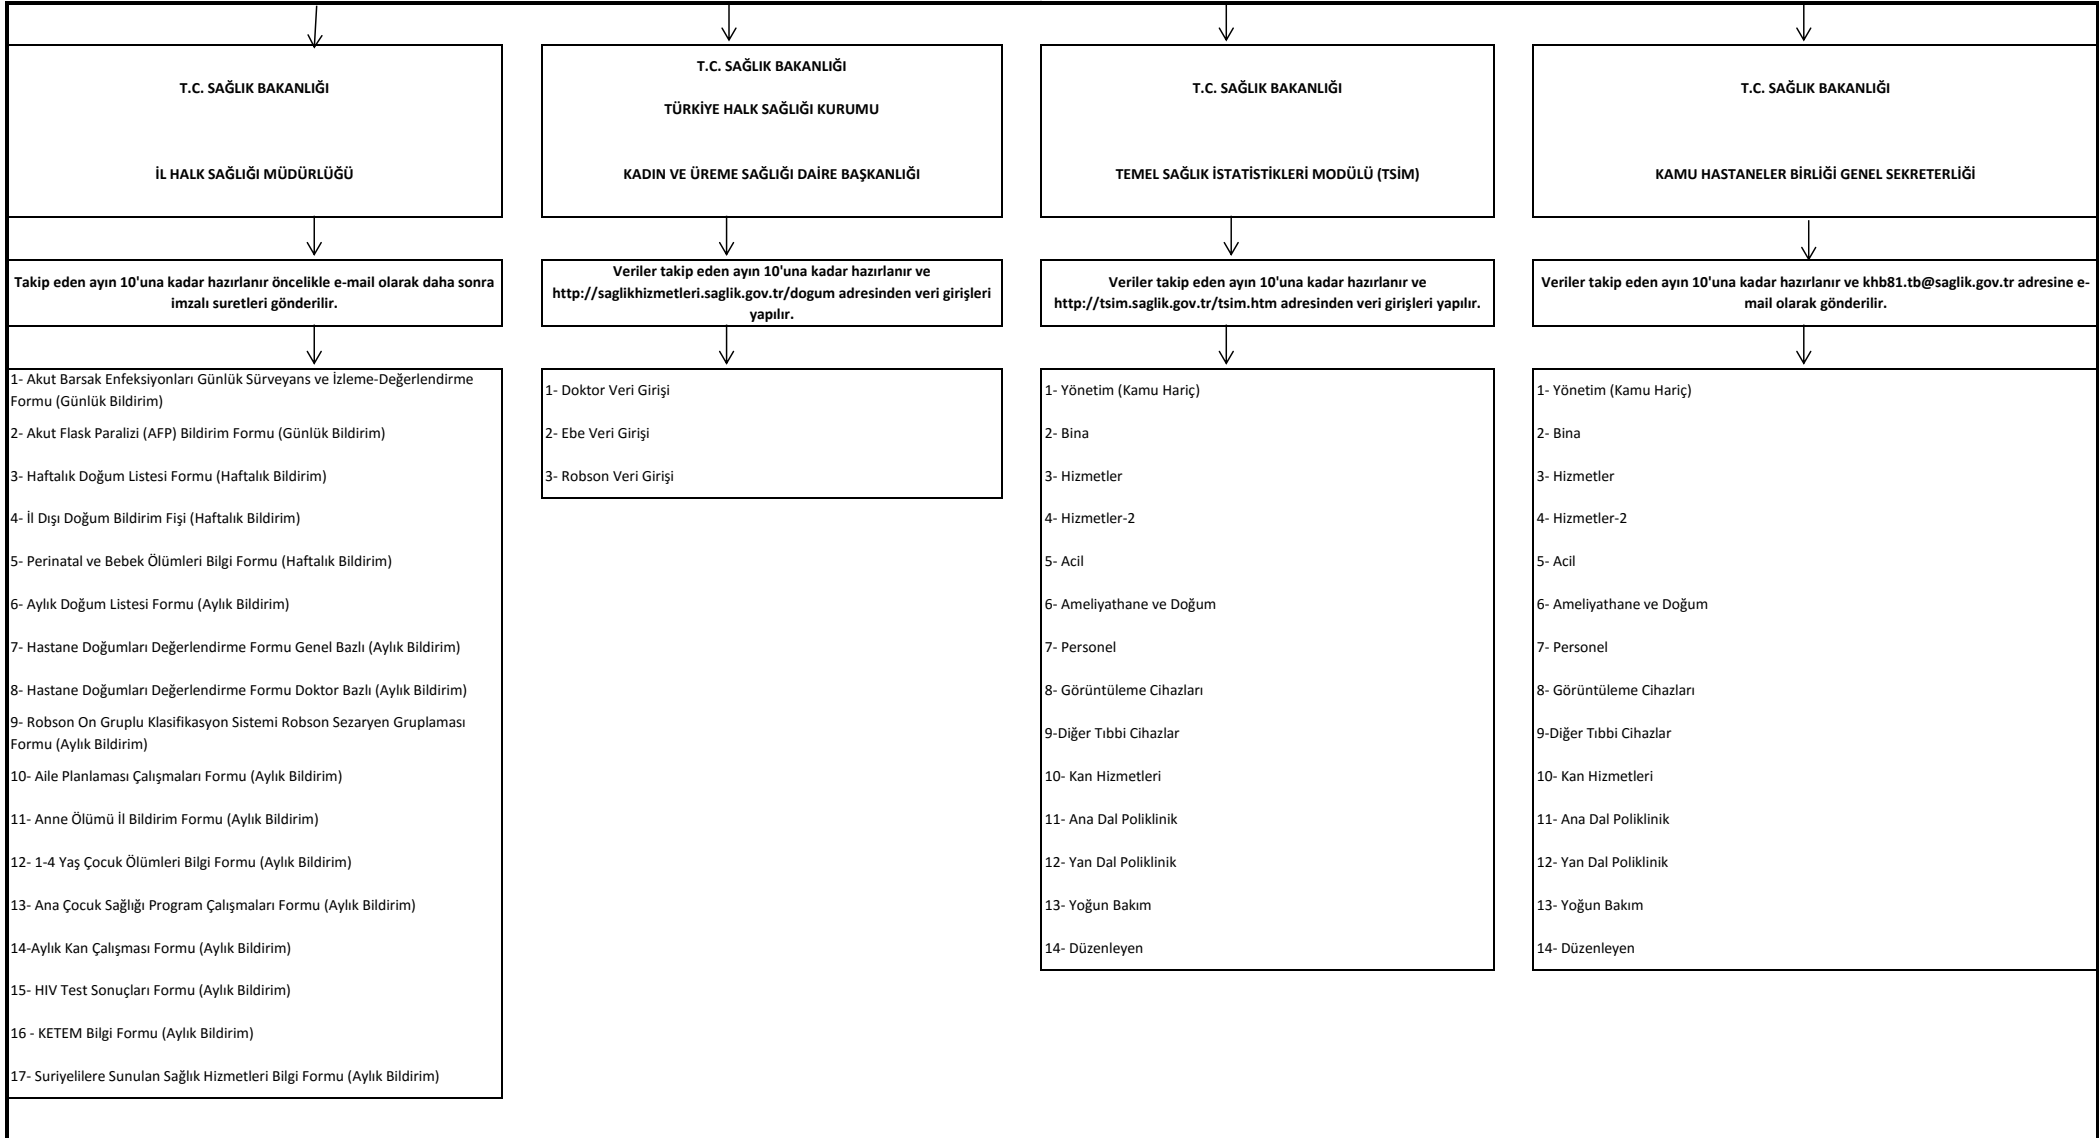 T.C. SAĞLIK BAKANLIĞI
İL HALK SAĞLIĞI MÜDÜRLÜĞÜ
Takip eden ayın 10'una kadar hazırlanır öncelikle e-mail olarak daha sonra
imzalı suretleri gönderilir.
1- Akut Barsak Enfeksiyonları Günlük Sürveyans ve İzleme-Değerlendirme
Formu (Günlük Bildirim)
2- Akut Flask Paralizi (AFP) Bildirim Formu (Günlük Bildirim)
3- Haftalık Doğum Listesi Formu (Haftalık Bildirim)
4- İl Dışı Doğum Bildirim Fişi (Haftalık Bildirim)
5- Perinatal ve Bebek Ölümleri Bilgi Formu (Haftalık Bildirim)
6- Aylık Doğum Listesi Formu (Aylık Bildirim)
7- Hastane Doğumları Değerlendirme Formu Genel Bazlı (Aylık Bildirim)
8- Hastane Doğumları Değerlendirme Formu Doktor Bazlı (Aylık Bildirim)
9- Robson On Gruplu Klasifikasyon Sistemi Robson Sezaryen Gruplaması
Formu (Aylık Bildirim)
10- Aile Planlaması Çalışmaları Formu (Aylık Bildirim)
11- Anne Ölümü İl Bildirim Formu (Aylık Bildirim)
12- 1-4 Yaş Çocuk Ölümleri Bilgi Formu (Aylık Bildirim)
13- Ana Çocuk Sağlığı Program Çalışmaları Formu (Aylık Bildirim)
14-Aylık Kan Çalışması Formu (Aylık Bildirim)
15- HIV Test Sonuçları Formu (Aylık Bildirim)
16 - KETEM Bilgi Formu (Aylık Bildirim)
17- Suriyelilere Sunulan Sağlık Hizmetleri Bilgi Formu (Aylık Bildirim)
T.C. SAĞLIK BAKANLIĞI
TÜRKİYE HALK SAĞLIĞI KURUMU
KADIN VE ÜREME SAĞLIĞI DAİRE BAŞKANLIĞI
Veriler takip eden ayın 10'una kadar hazırlanır ve
http://saglikhizmetleri.saglik.gov.tr/dogum adresinden veri girişleri
yapılır.
1- Doktor Veri Girişi
2- Ebe Veri Girişi
3- Robson Veri Girişi
T.C. SAĞLIK BAKANLIĞI
TEMEL SAĞLIK İSTATİSTİKLERİ MODÜLÜ (TSİM)
Veriler takip eden ayın 10'una kadar hazırlanır ve
http://tsim.saglik.gov.tr/tsim.htm adresinden veri girişleri yapılır.
1- Yönetim (Kamu Hariç)
2- Bina
3- Hizmetler
4- Hizmetler-2
5- Acil
6- Ameliyathane ve Doğum
7- Personel
8- Görüntüleme Cihazları
9-Diğer Tıbbi Cihazlar
10- Kan Hizmetleri
11- Ana Dal Poliklinik
12- Yan Dal Poliklinik
13- Yoğun Bakım
14- Düzenleyen
T.C. SAĞLIK BAKANLIĞI
KAMU HASTANELER BİRLİĞİ GENEL SEKRETERLİĞİ
Veriler takip eden ayın 10'una kadar hazırlanır ve khb81.tb@saglik.gov.tr adresine e-
mail olarak gönderilir.
1- Yönetim (Kamu Hariç)
2- Bina
3- Hizmetler
4- Hizmetler-2
5- Acil
6- Ameliyathane ve Doğum
7- Personel
8- Görüntüleme Cihazları
9-Diğer Tıbbi Cihazlar
10- Kan Hizmetleri
11- Ana Dal Poliklinik
12- Yan Dal Poliklinik
13- Yoğun Bakım
14- Düzenleyen